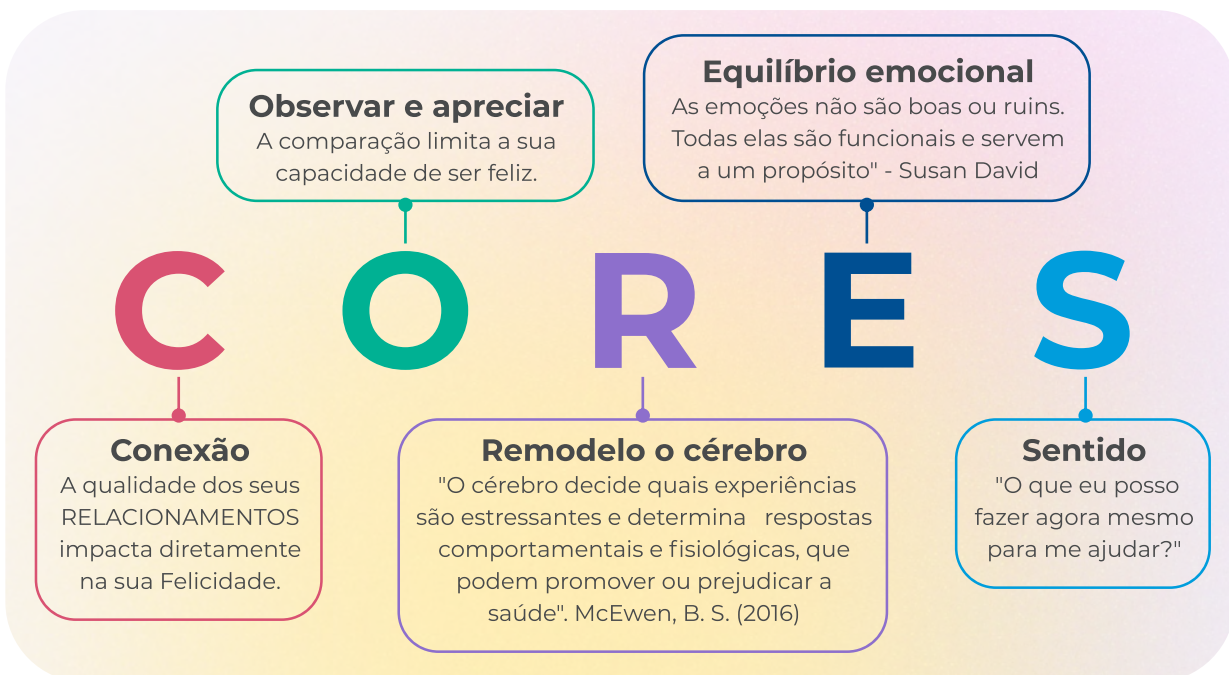 Observar e apreciar
A comparação limita a sua
capacidade de ser feliz.
Equilíbrio emocional
As emoções não são boas ou ruins.
Todas elas são funcionais e servem
a um propósito" - Susan David
C O R E S
Conexão
A qualidade dos seus
RELACIONAMENTOS
impacta diretamente
na sua Felicidade.
Remodelo o cérebro
"O cérebro decide quais experiências
são estressantes e determina respostas
comportamentais e fisiológicas, que
podem promover ou prejudicar a
saúde". McEwen, B. S. (2016)
Sentido
"O que eu posso
fazer agora mesmo
para me ajudar?"